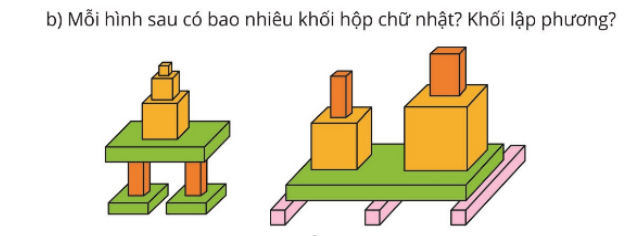 b) Mỗi hình sau có bao nhiêu khối hộp chữ nhật? Khối lập phương?